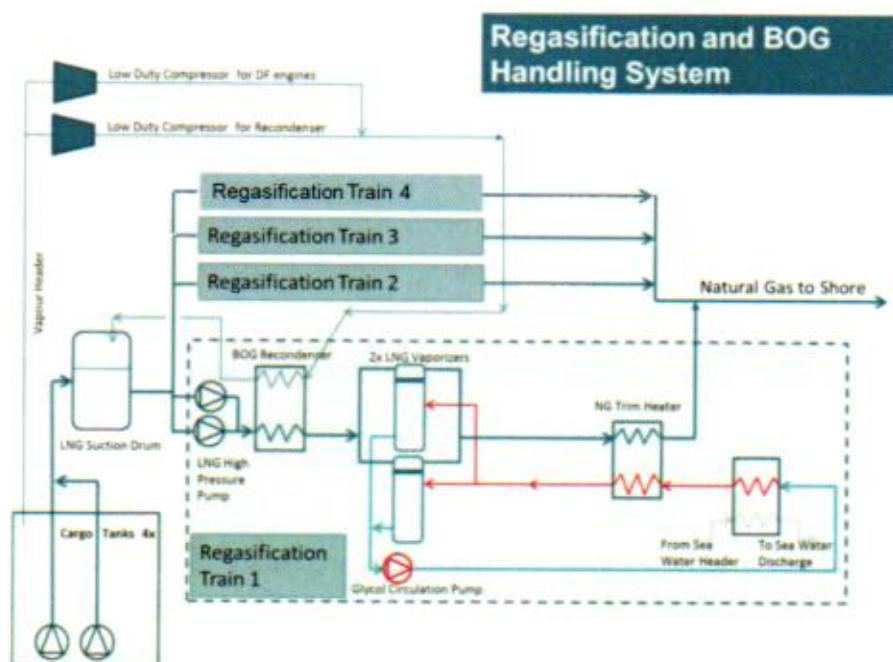 Regasification and BOG
Handling System
Low Duty Compressor for DF engines
Low Duty Compressor for Recondenser
Regasification Train 4
Regasification Train 3
Regasification Train 2
Natural Gas to Shore
Vapour Header
BOG Recondenser
2x LNG Vaporizers
NG Trim Heater
LNG Suction Drum
LNG High
Pressure
Pump
Cargo Tanks 4x
Regasification
Train 1
From Sea
Water Header
To Sea Water
Discharge
Glycol Circulation Pump